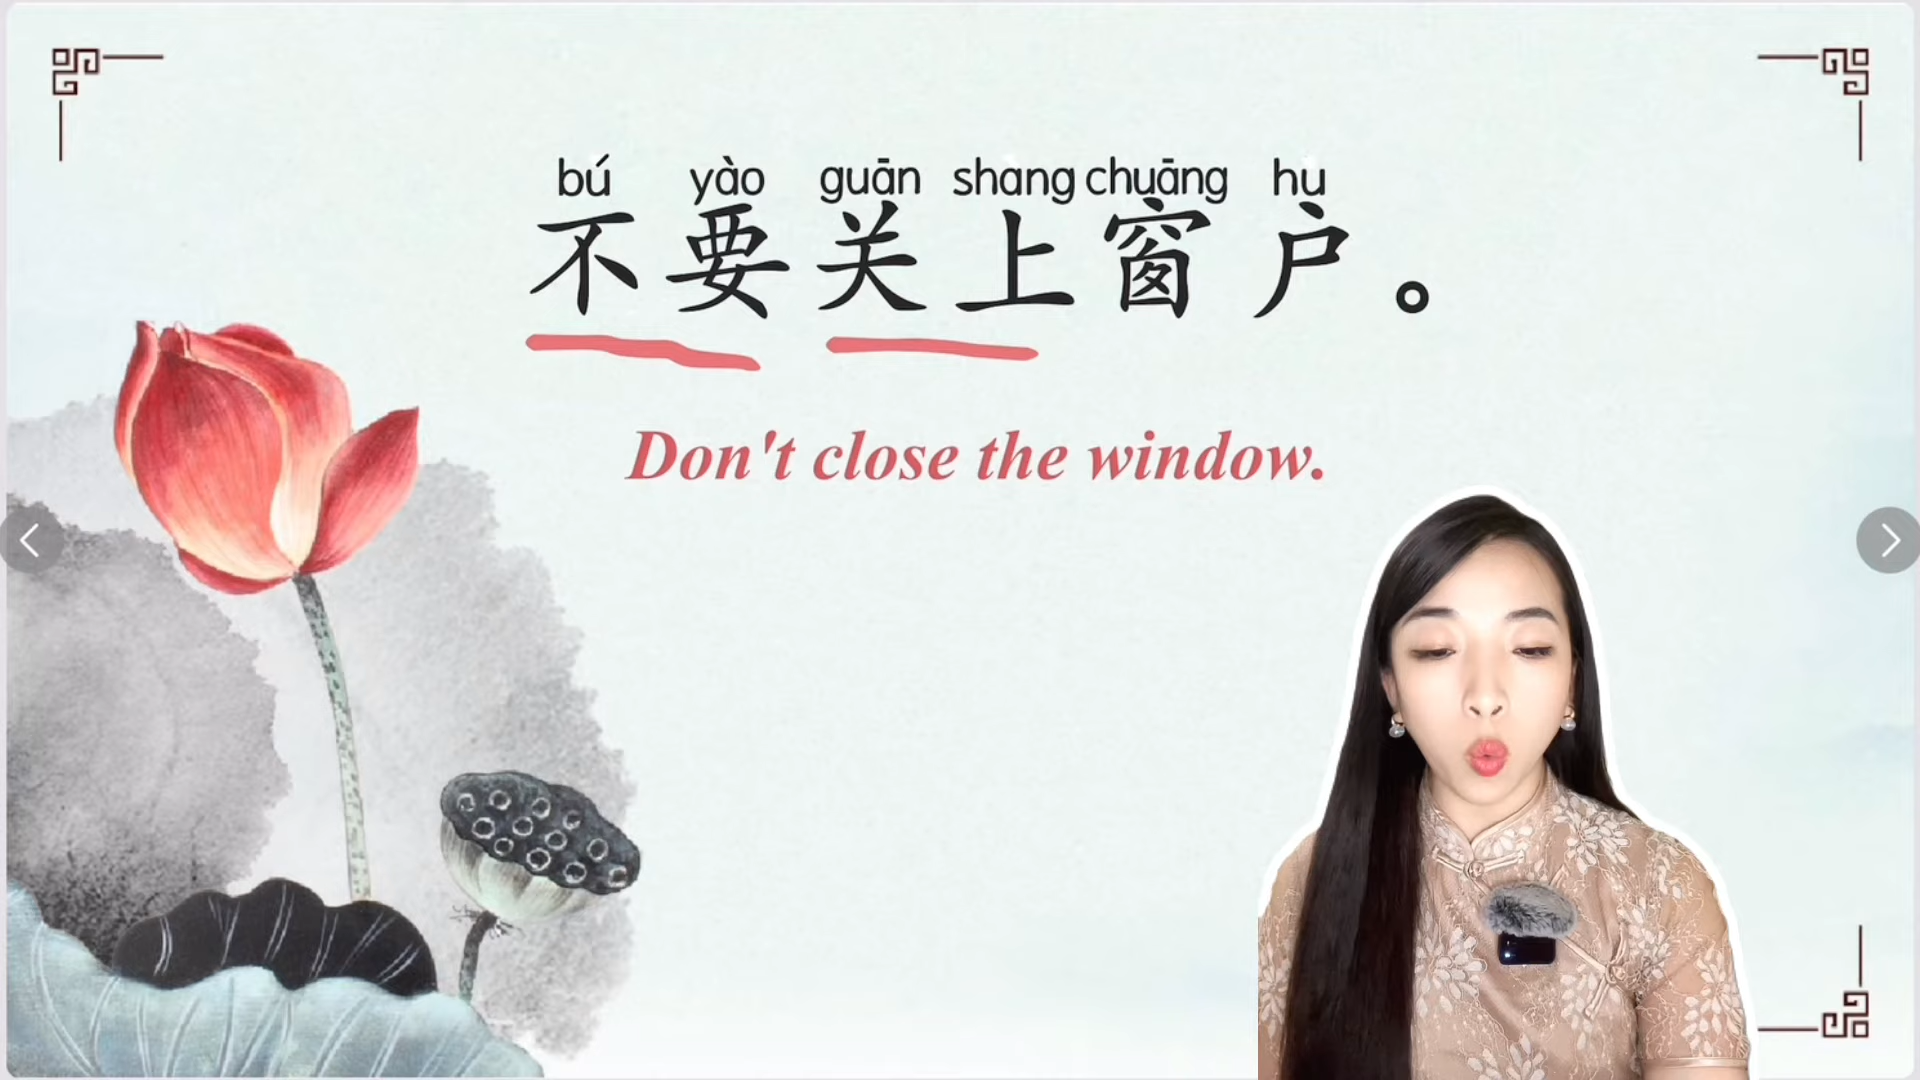 bú yào guān shang chuāng hu
不要关上窗户。
Don't close the window.